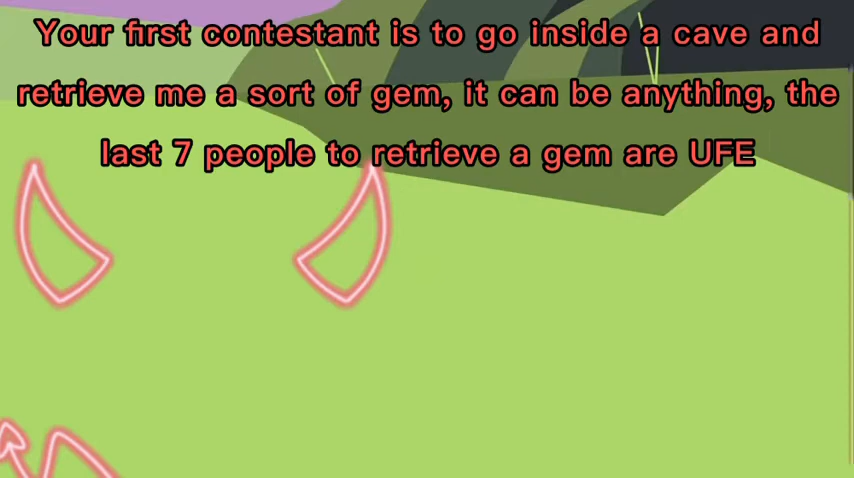 Your first contestant is to go inside a cave and
retrieve me a sort of gem, it can be anything, the
last 7 people to retrieve a gem are UFE